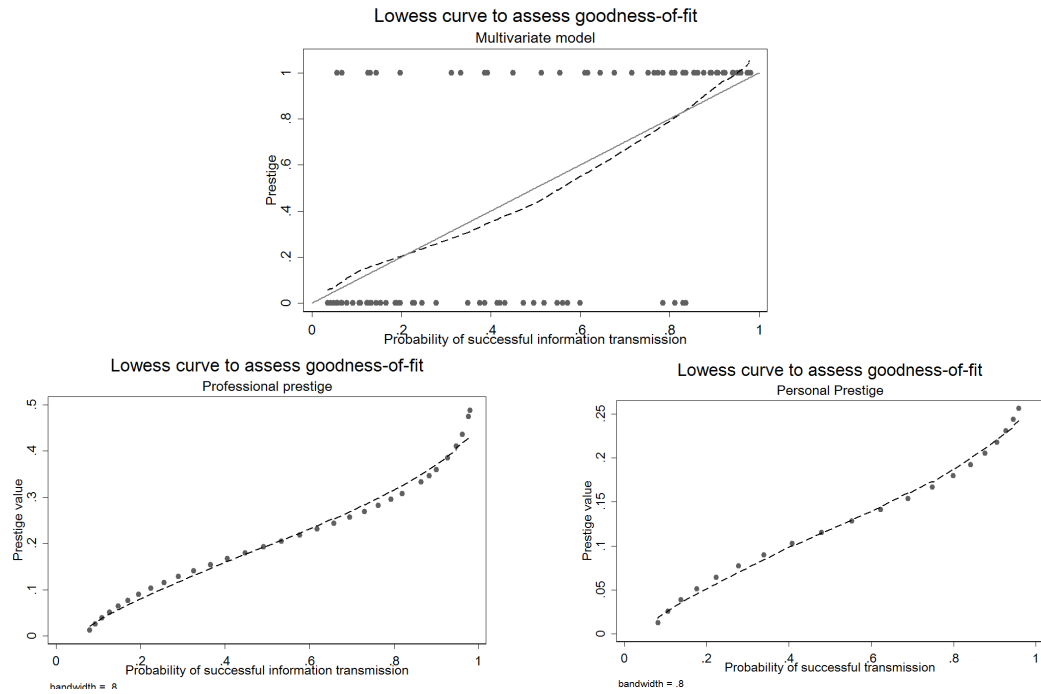 Lowess curve to assess goodness-of-fit
Multivariate model
Prestige
1
.8
.6
.4
.2
0
0 .2 .4 .6 .8 1
Probability of successful information transmission
Lowess curve to assess goodness-of-fit
Professional prestige
Prestige value
.5
.4
.3
.2
.1
0
0 .2 .4 .6 .8 1
Probability of successful information transmission
bandwidth = .8
Lowess curve to assess goodness-of-fit
Personal Prestige
Prestige value
.25
.2
.15
.1
.05
0
0 .2 .4 .6 .8 1
Probability of successful transmission
bandwidth = .8